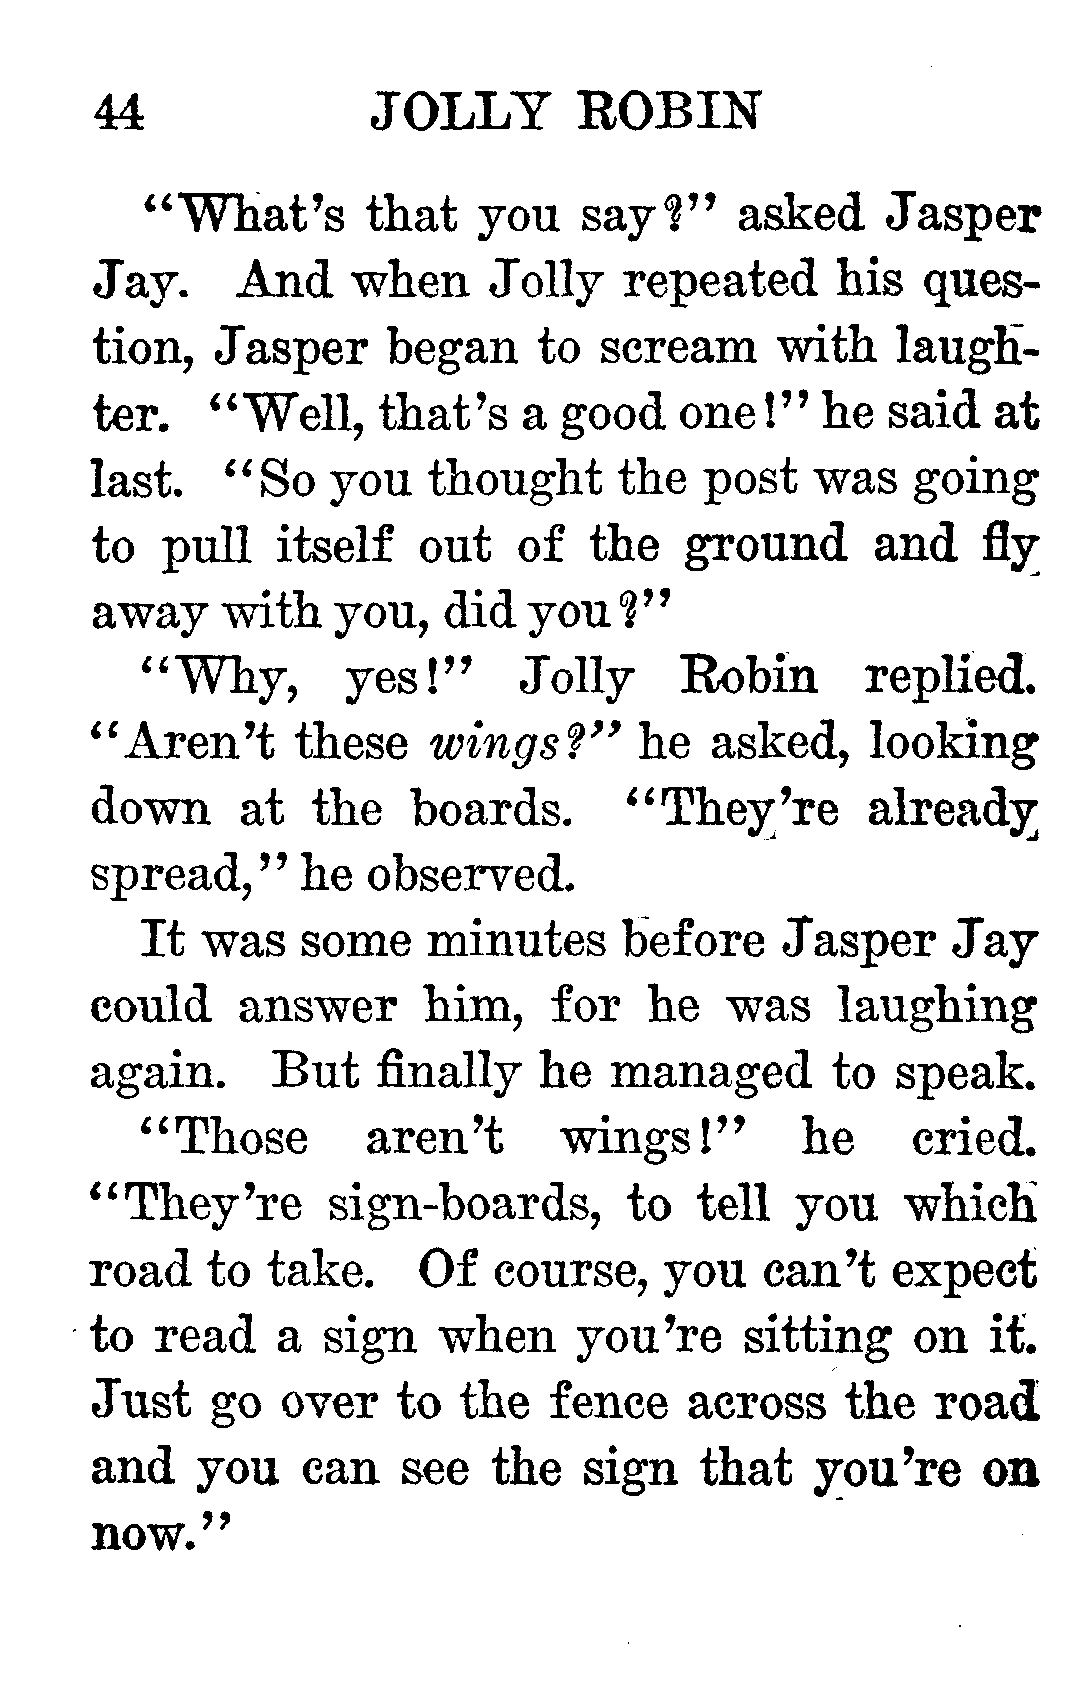 44 JOLLY ROBIN
"What's that you say?" asked Jasper
Jay. And when Jolly repeated his ques-
tion, Jasper began to scream with laugh-
ter. "Well, that's a good one!" he said at
last. "So you thought the post was going
to pull itself out of the ground and fly
away with you, did you?"
"Why, yes!" Jolly Robin replied.
"Aren't these wings?" he asked, looking
down at the boards. "They're already
spread," he observed.
It was some minutes before Jasper Jay
could answer him, for he was laughing
again. But finally he managed to speak.
"Those aren't wings!" he cried.
"They're sign-boards, to tell you which
road to take. Of course, you can't expect
to read a sign when you're sitting on it.
Just go over to the fence across the road
and you can see the sign that you're on
now."